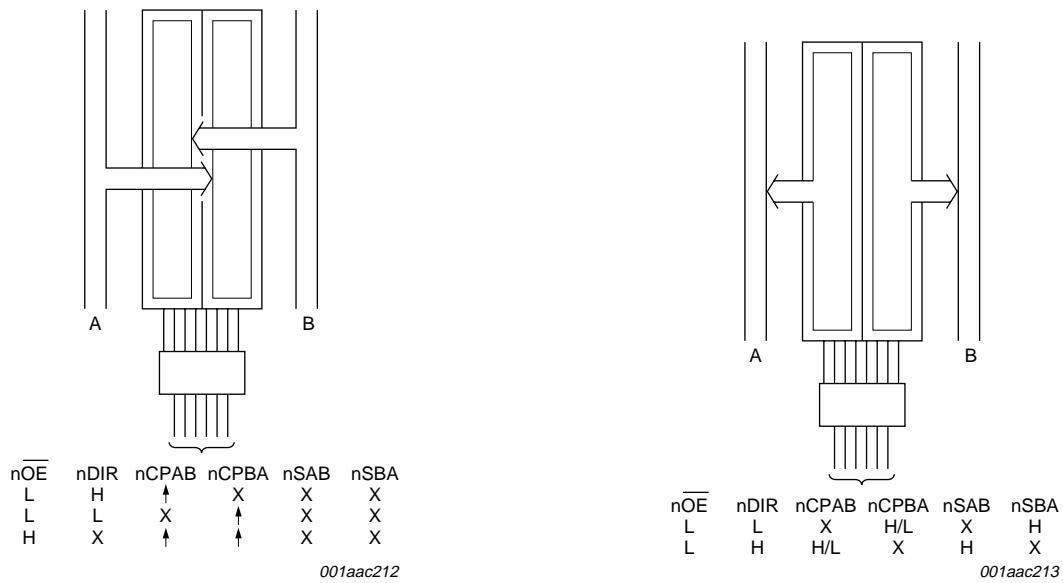 A B
nOE nDIR nCPAB nCPBA nSAB nSBA
L H ↑ X X X
L L X ↑ X X
H X ↑ ↑ X X
001aac212
A B
nOE nDIR nCPAB nCPBA nSAB nSBA
L L X H/L X H
L H H/L X H X
001aac213